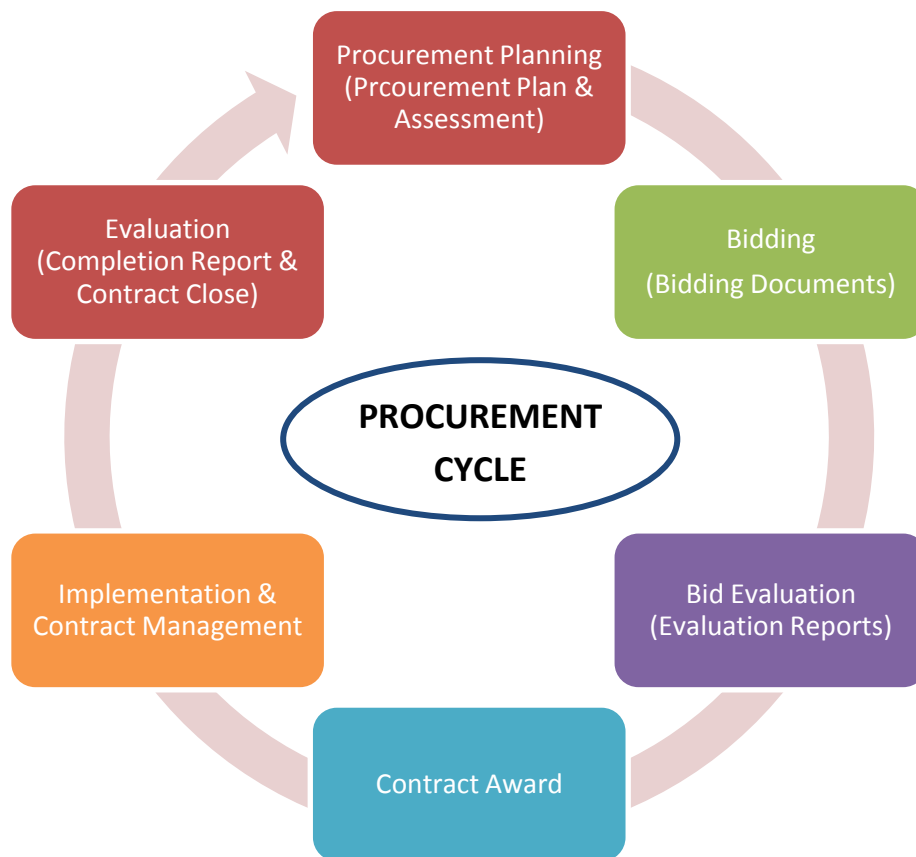 Procurement Planning
(Prcourement Plan &
Assessment)
Bidding
(Bidding Documents)
Bid Evaluation
(Evaluation Reports)
Contract Award
Implementation &
Contract Management
Evaluation
(Completion Report &
Contract Close)
PROCUREMENT
CYCLE